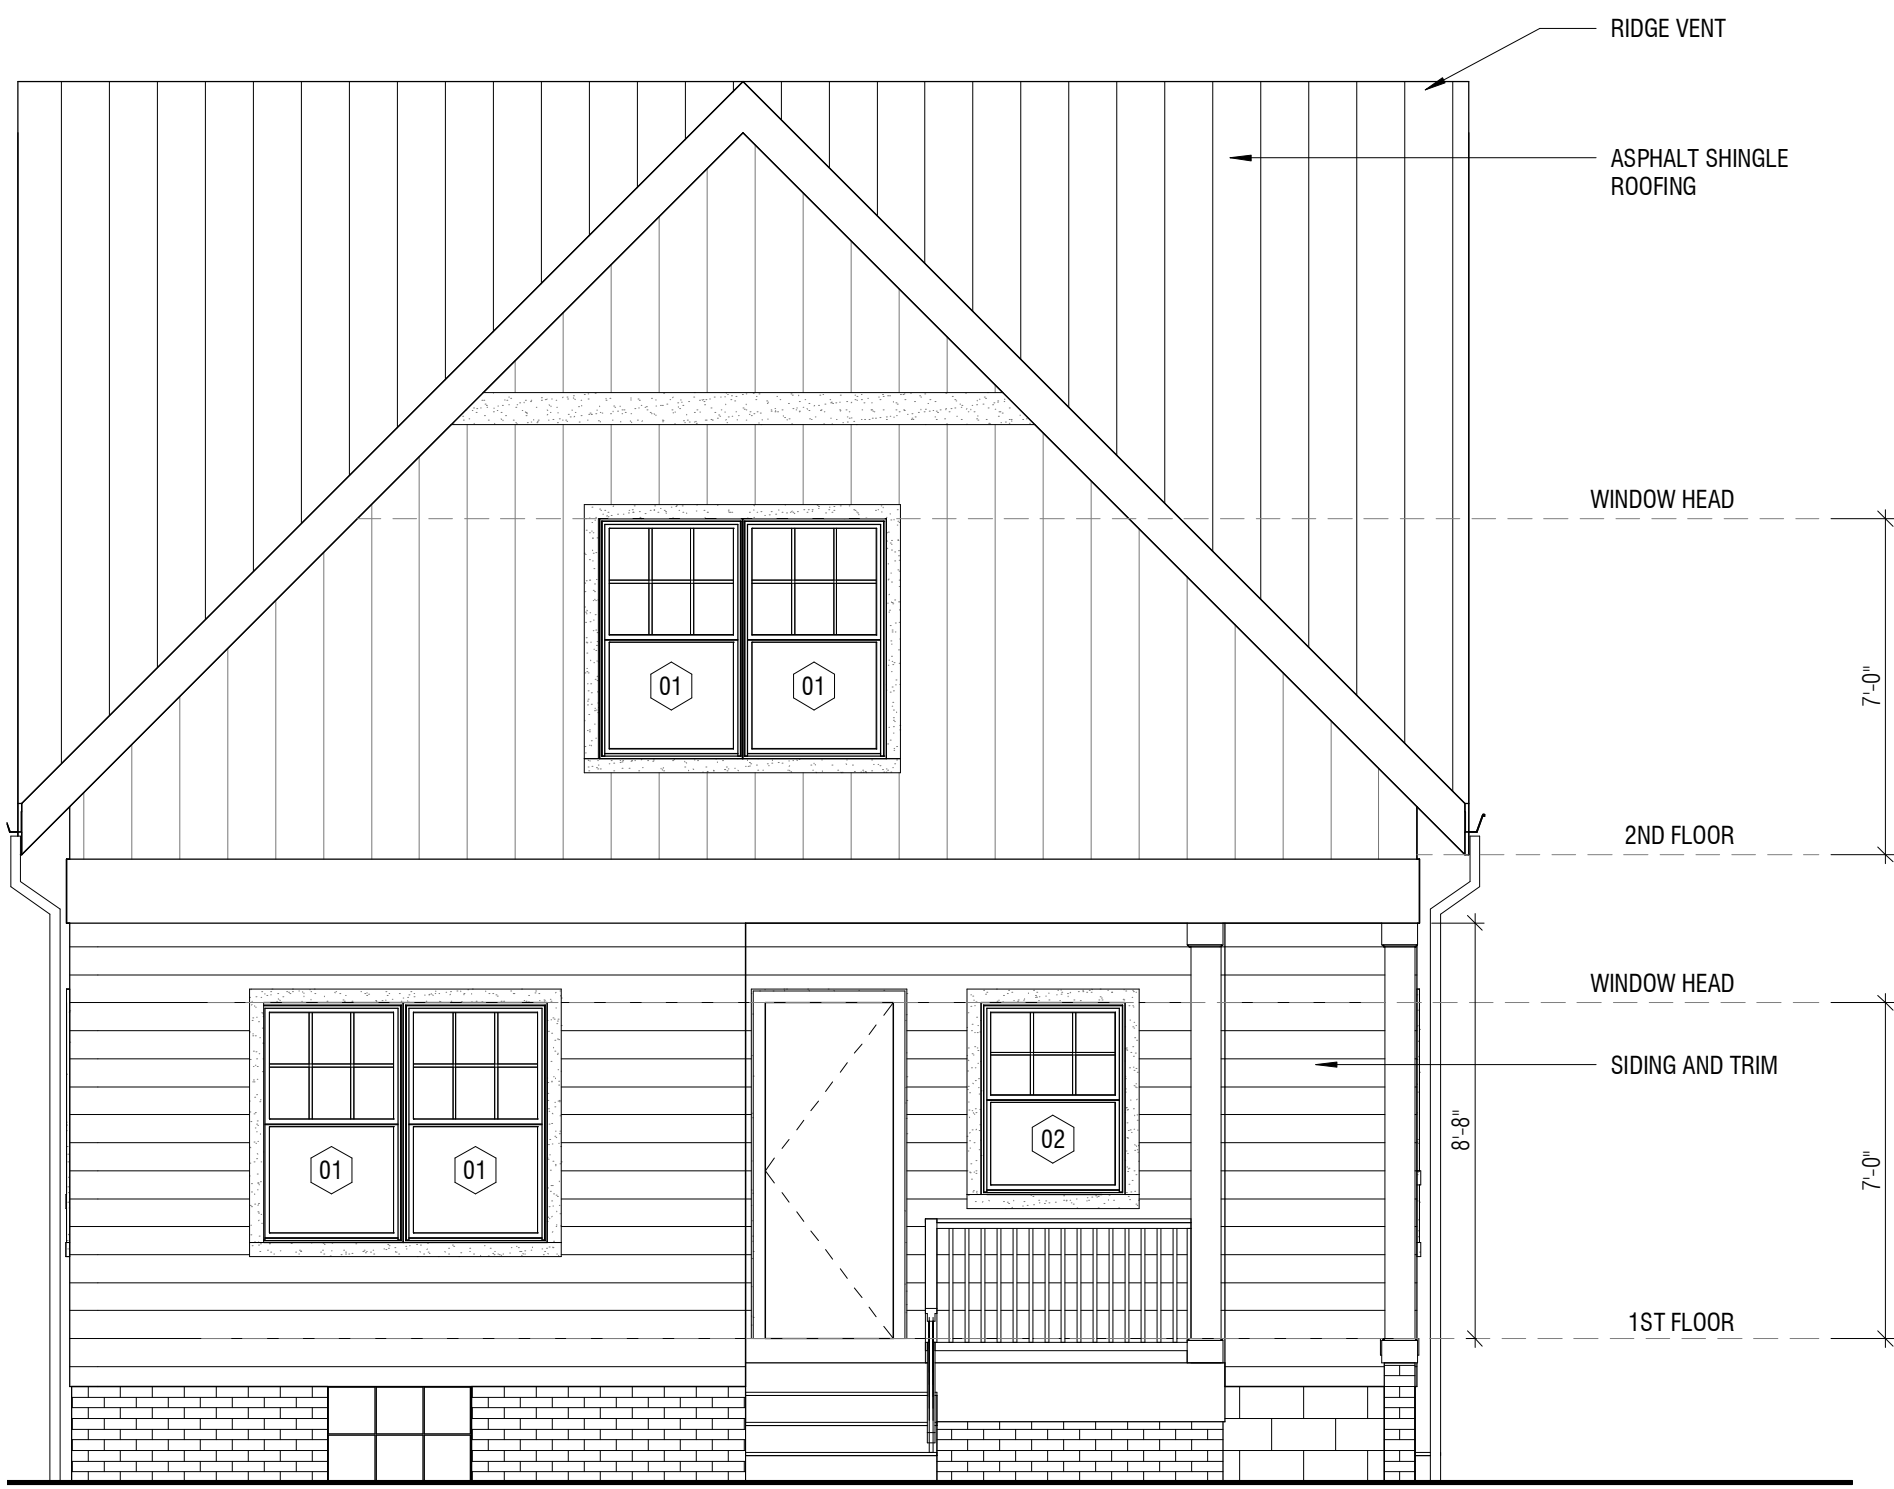 RIDGE VENT
ASPHALT SHINGLE
ROOFING
WINDOW HEAD
01
01
7'-0"
2ND FLOOR
WINDOW HEAD
SIDING AND TRIM
8'-8"
02
01
01
7'-0"
1ST FLOOR